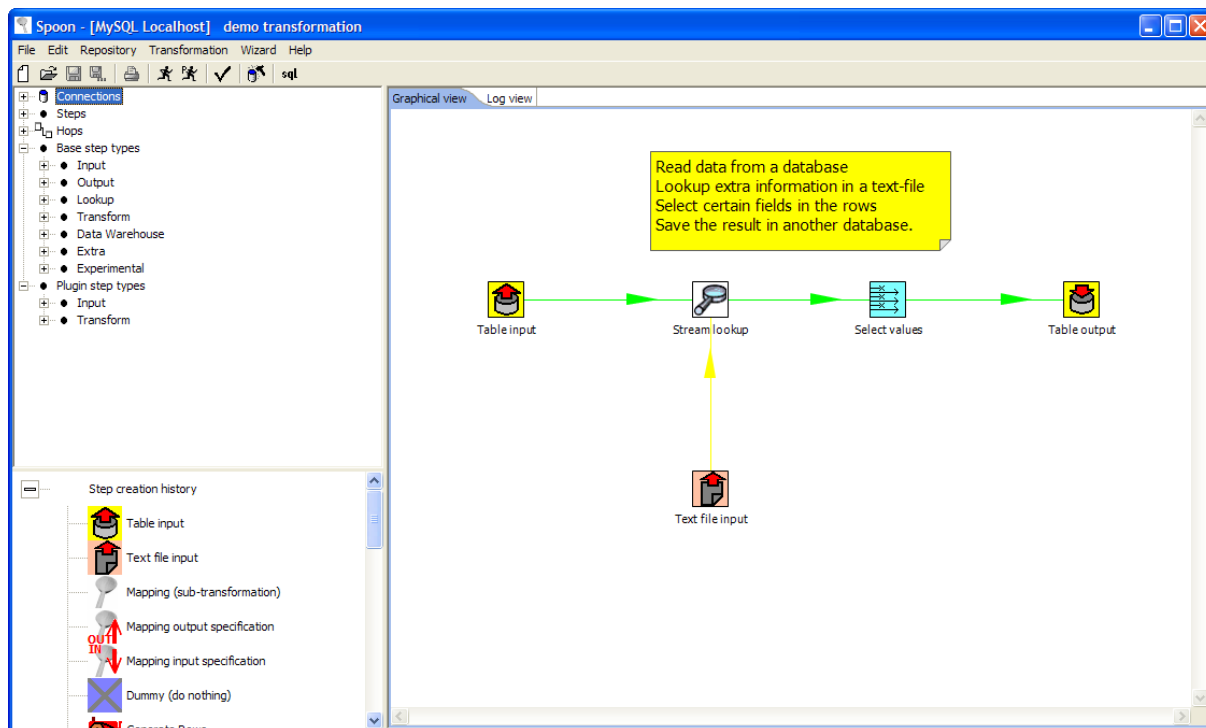 Spoon - [MySQL Localhost]   demo transformation
File Edit Repository Transformation Wizard Help
sql
Connections
Steps
Hops
Base step types
Input
Output
Lookup
Transform
Data Warehouse
Extra
Experimental
Plugin step types
Input
Transform
Step creation history
Table input
Text file input
Mapping (sub-transformation)
OUT
Mapping output specification
IN
Mapping input specification
Dummy (do nothing)
Generate Rows
Graphical view Log view
Read data from a database
Lookup extra information in a text-file
Select certain fields in the rows
Save the result in another database.
Table input Stream lookup Select values Table output
Text file input